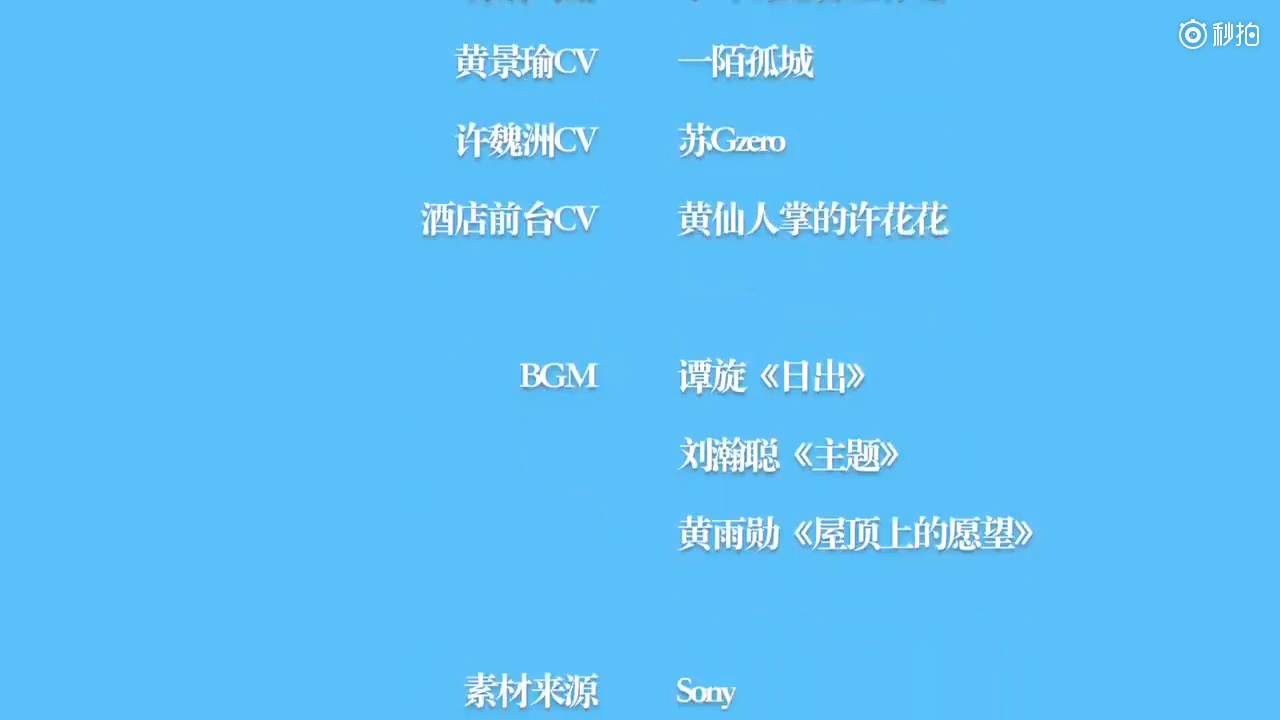 秒拍
黄景瑜CV 一陌孤城
许魏洲CV 苏Gzero
酒店前台CV 黄仙人掌的许花花
BGM 谭旋《日出》
刘瀚聪《主题》
黄雨勋《屋顶上的愿望》
素材来源 Sony